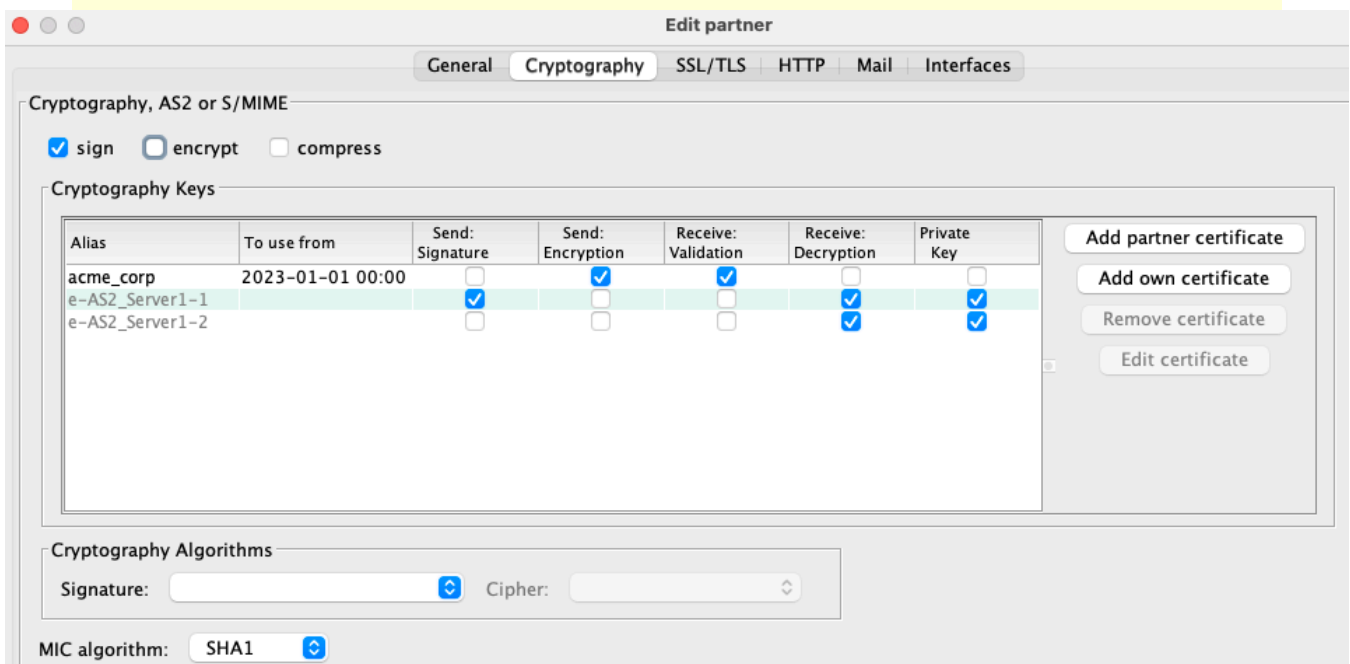 Edit partner
General Cryptography SSL/TLS HTTP Mail Interfaces
Cryptography, AS2 or S/MIME
sign encrypt compress
Cryptography Keys
Alias To use from Send: Signature Send: Encryption Receive: Validation Receive: Decryption Private Key
acme_corp 2023-01-01 00:00
e-AS2_Server1-1
e-AS2_Server1-2
Add partner certificate
Add own certificate
Remove certificate
Edit certificate
Cryptography Algorithms
Signature: Cipher:
MIC algorithm: SHA1